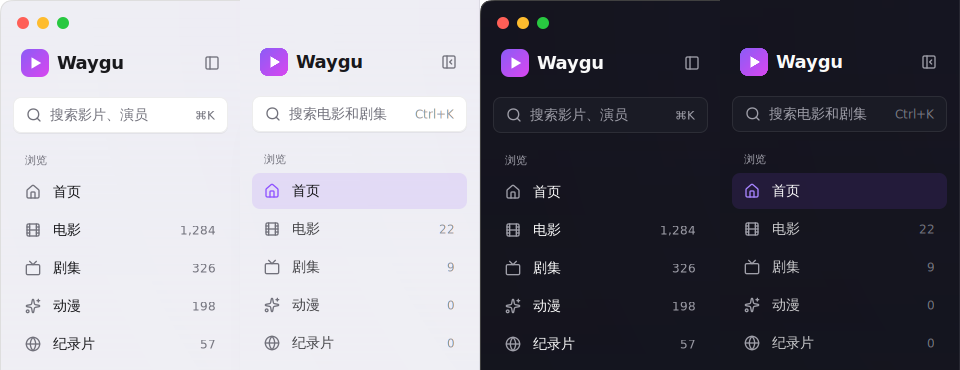 Waygu
搜索影片、演员 ⌘K
浏览
首页
电影 1,284
剧集 326
动漫 198
纪录片 57
Waygu
搜索电影和剧集 Ctrl+K
浏览
首页
电影 22
剧集 9
动漫 0
纪录片 0
Waygu
搜索影片、演员 ⌘K
浏览
首页
电影 1,284
剧集 326
动漫 198
纪录片 57
Waygu
搜索电影和剧集 Ctrl+K
浏览
首页
电影 22
剧集 9
动漫 0
纪录片 0